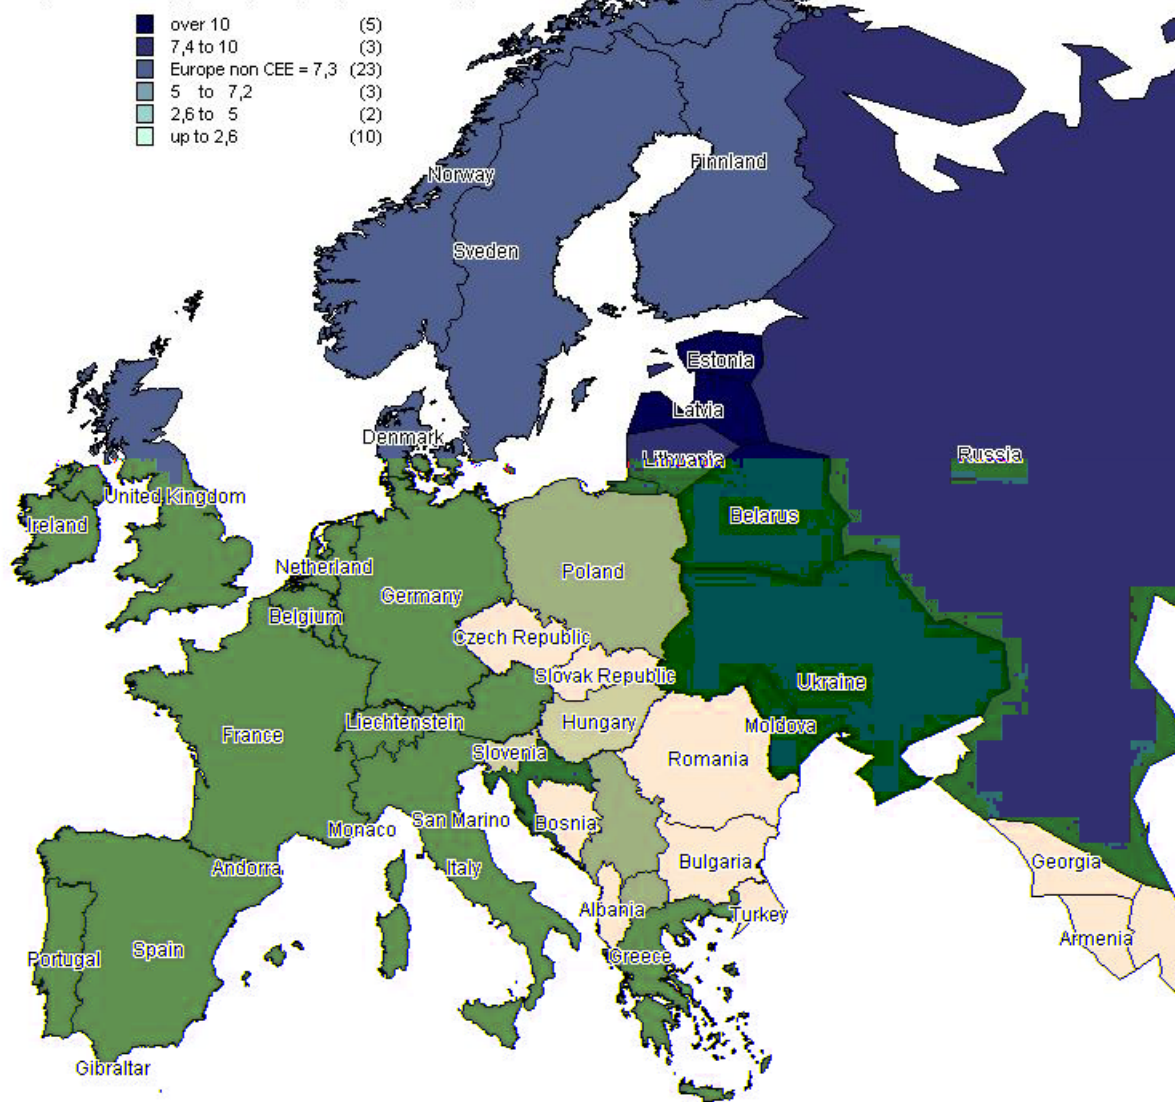 over 10 (5)
7,4 to 10 (3)
Europe non CEE = 7,3 (23)
5 to 7,2 (3)
2,6 to 5 (2)
up to 2,6 (10)
Finnland
Norway
Sveden
Estonia
Latvia
Denmark
Lithuania
Russia
United Kingdom
Ireland
Belarus
Netherland
Poland
Germany
Belgium
Czech Republic
Slovak Republic
Ukraine
Liechtenstein
Hungary
Moldova
France
Slovenia
Romania
San Marino
Bosnia
Monaco
Andorra
Italy
Bulgaria
Georgia
Albania
Turkey
Armenia
Spain
Portugal
Greece
Gibraltar